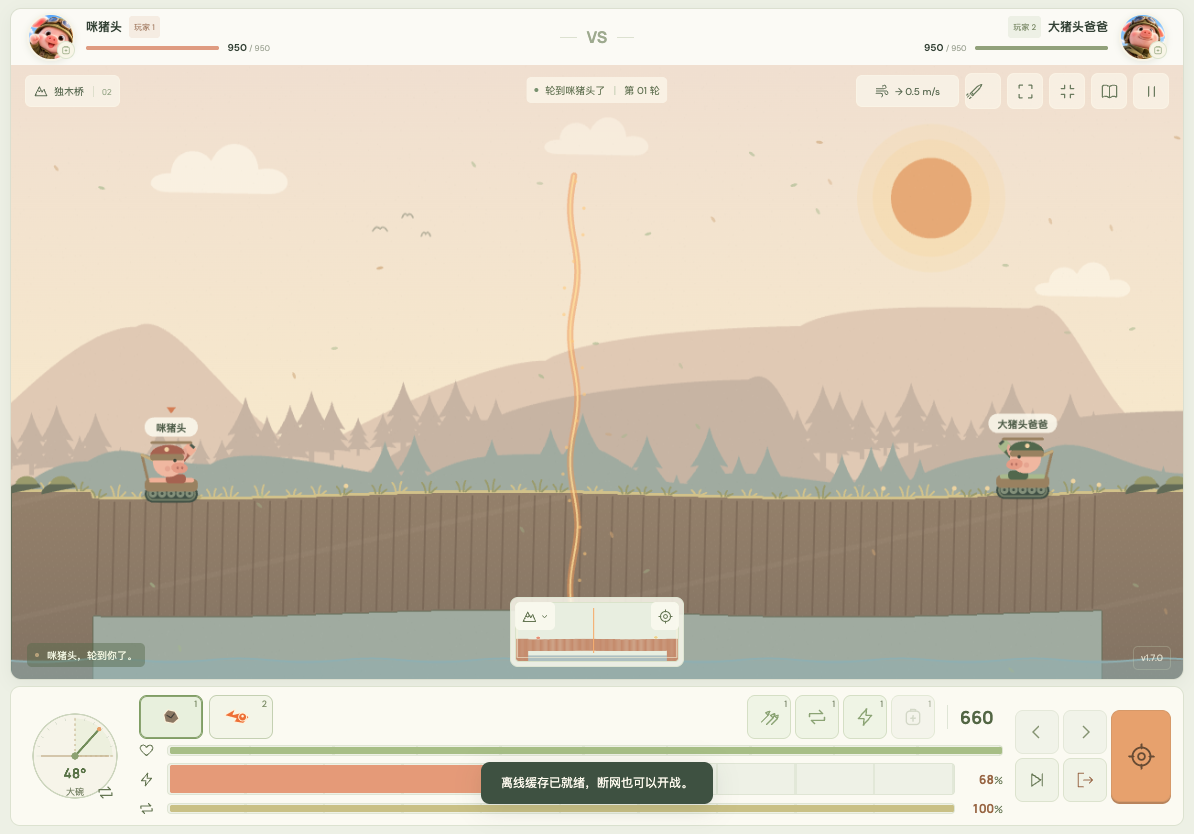 咪猪头 玩家 1
950 / 950
VS
玩家 2 大猪头爸爸
950 / 950
独木桥 02
轮到咪猪头了 第 01 轮
→ 0.5 m/s
咪猪头
大猪头爸爸
咪猪头，轮到你了。
v1.7.0
1
2
1
1
1
1
660
48°
大碗
离线缓存已就绪，断网也可以开战。
68%
100%